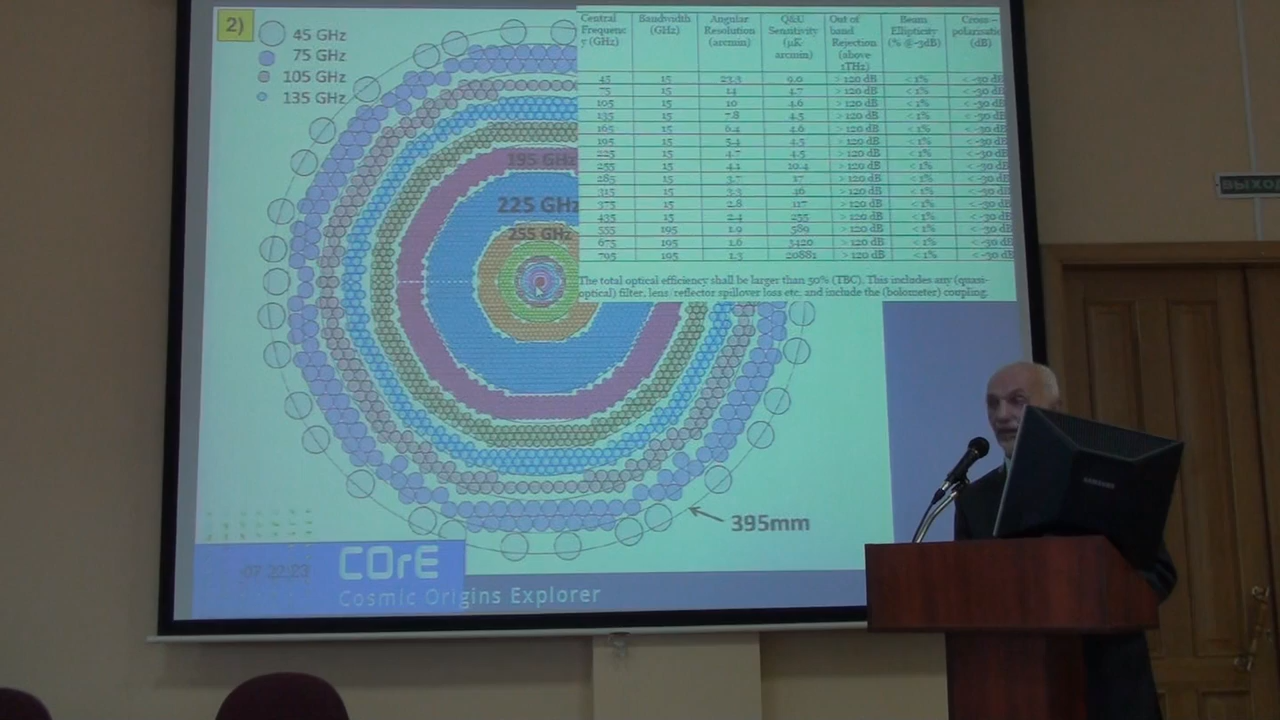 2)
45 GHz
75 GHz
105 GHz
135 GHz
195 GHz
225 GHz
255 GHz
395mm
Central Frequenc y (GHz) Bandwidth (GHz) Angular Resolution (arcmin) Q&U Sensitivity (µK arcmin) Out of band Rejection (above 1THz) Beam Ellipticity (% @-3dB) Cross- (dB)
45 15 23.3 9.0 > 120 dB < 1% < -30 dB
75 15 14 4.7 > 120 dB < 1% < -30 dB
105 15 10 4.6 > 120 dB < 1% < -30 dB
135 15 7.8 4.5 > 120 dB < 1% < -30 dB
165 15 6.4 4.6 > 120 dB < 1% < -30 dB
195 15 5.4 4.5 > 120 dB < 1% < -30 dB
225 15 4.7 4.5 > 120 dB < 1% < -30 dB
255 15 4.1 10.4 > 120 dB < 1% < -30 dB
285 15 3.7 17 > 120 dB < 1% < -30 dB
315 15 3.3 46 > 120 dB < 1% < -30 dB
375 15 2.8 117 > 120 dB < 1% < -30 dB
435 15 2.4 255 > 120 dB < 1% < -30 dB
555 195 1.9 589 > 120 dB < 1% < -30 dB
675 195 1.6 3420 > 120 dB < 1% < -30 dB
795 195 1.3 20881 > 120 dB < 1% < -30 dB
The total optical efficiency shall be larger than 50% (TBC). This includes any (quasi-
optical) filter, lens/reflector spillover loss etc, and include the (bolometer) coupling.
COrE
Cosmic Origins Explorer
SAMSUNG